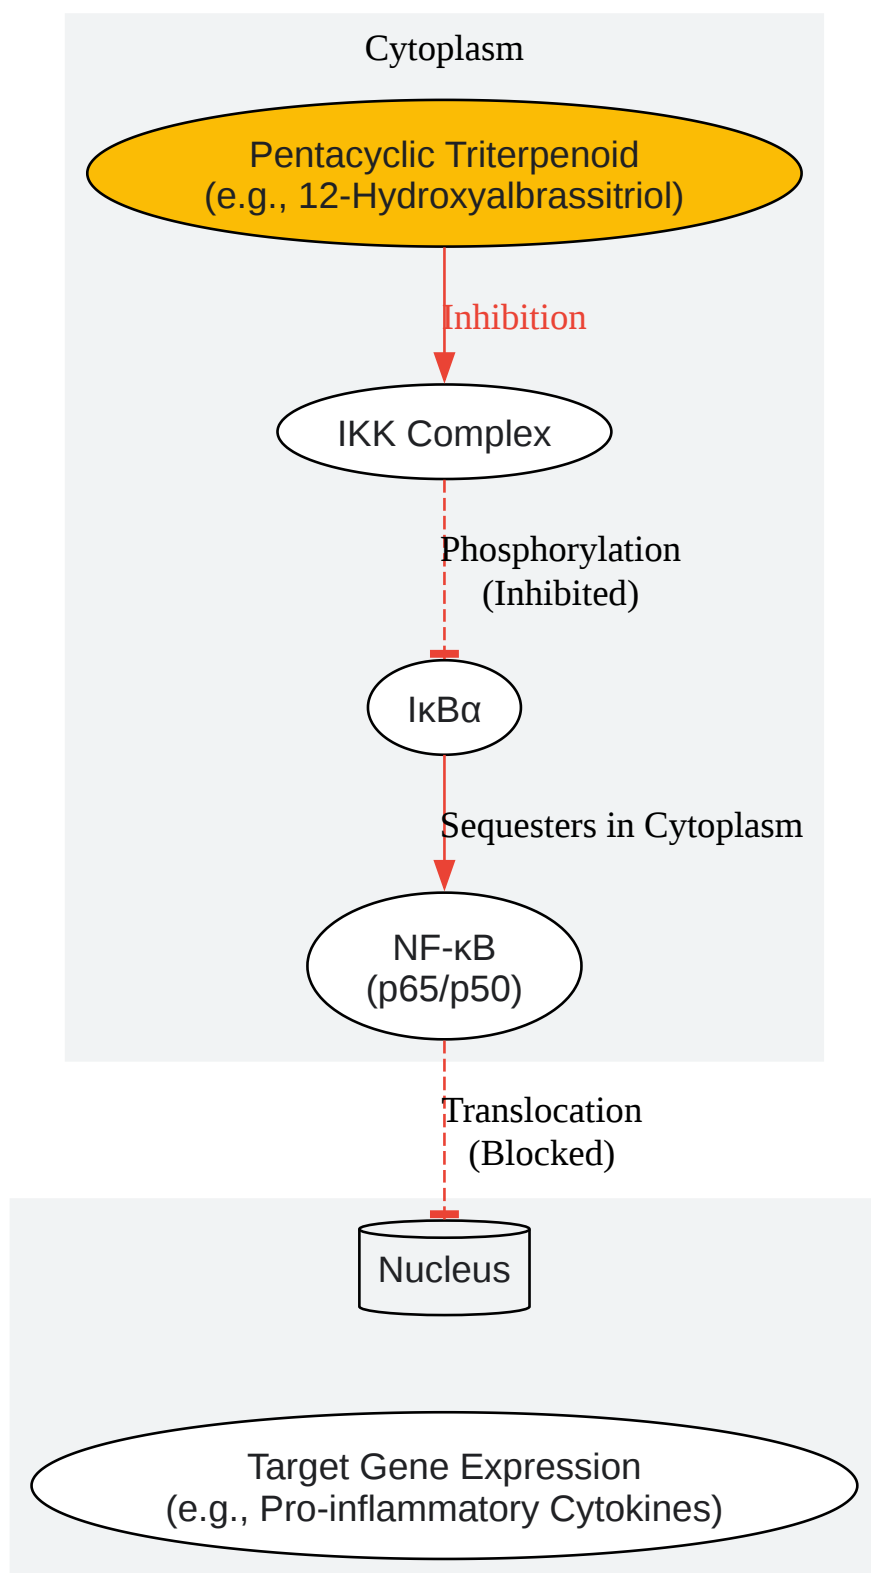 Cytoplasm
Pentacyclic Triterpenoid
(e.g., 12-Hydroxyalbrassitriol)
Inhibition
IKK Complex
Phosphorylation
(Inhibited)
IκBα
Sequesters in Cytoplasm
NF-κB
(p65/p50)
Translocation
(Blocked)
Nucleus
Target Gene Expression
(e.g., Pro-inflammatory Cytokines)